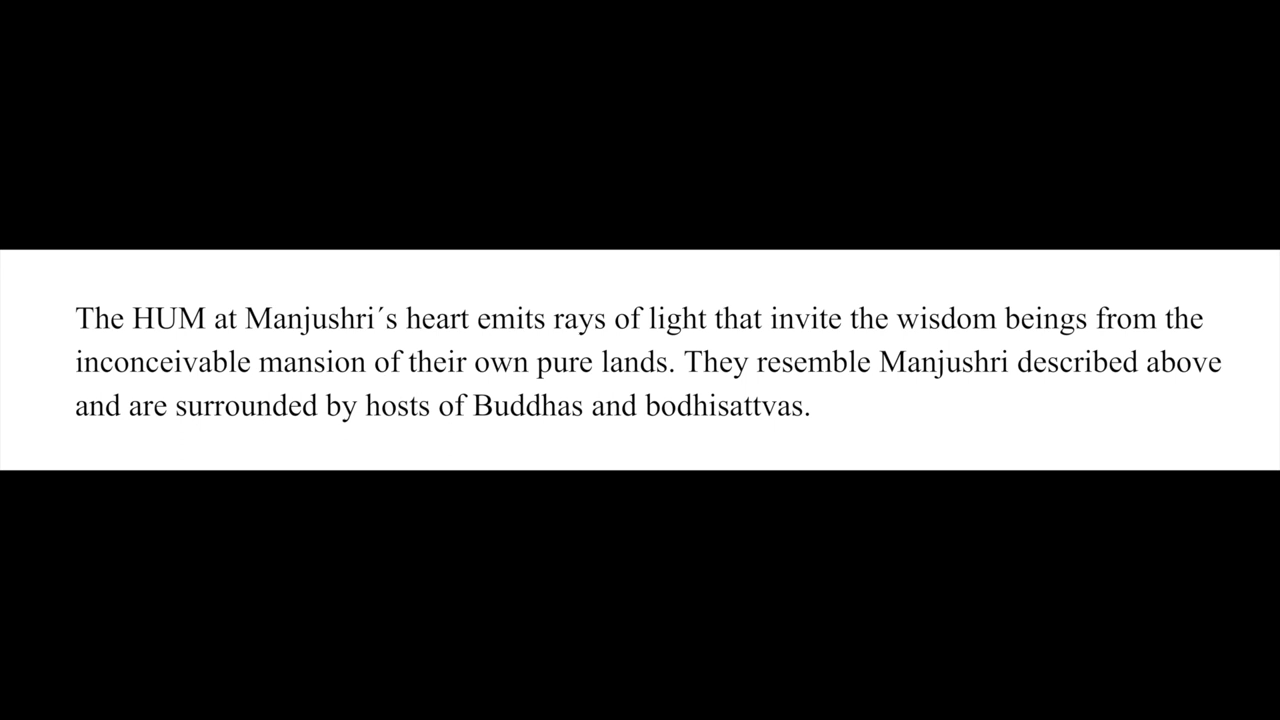 The HUM at Manjushri´s heart emits rays of light that invite the wisdom beings from the
inconceivable mansion of their own pure lands. They resemble Manjushri described above
and are surrounded by hosts of Buddhas and bodhisattvas.